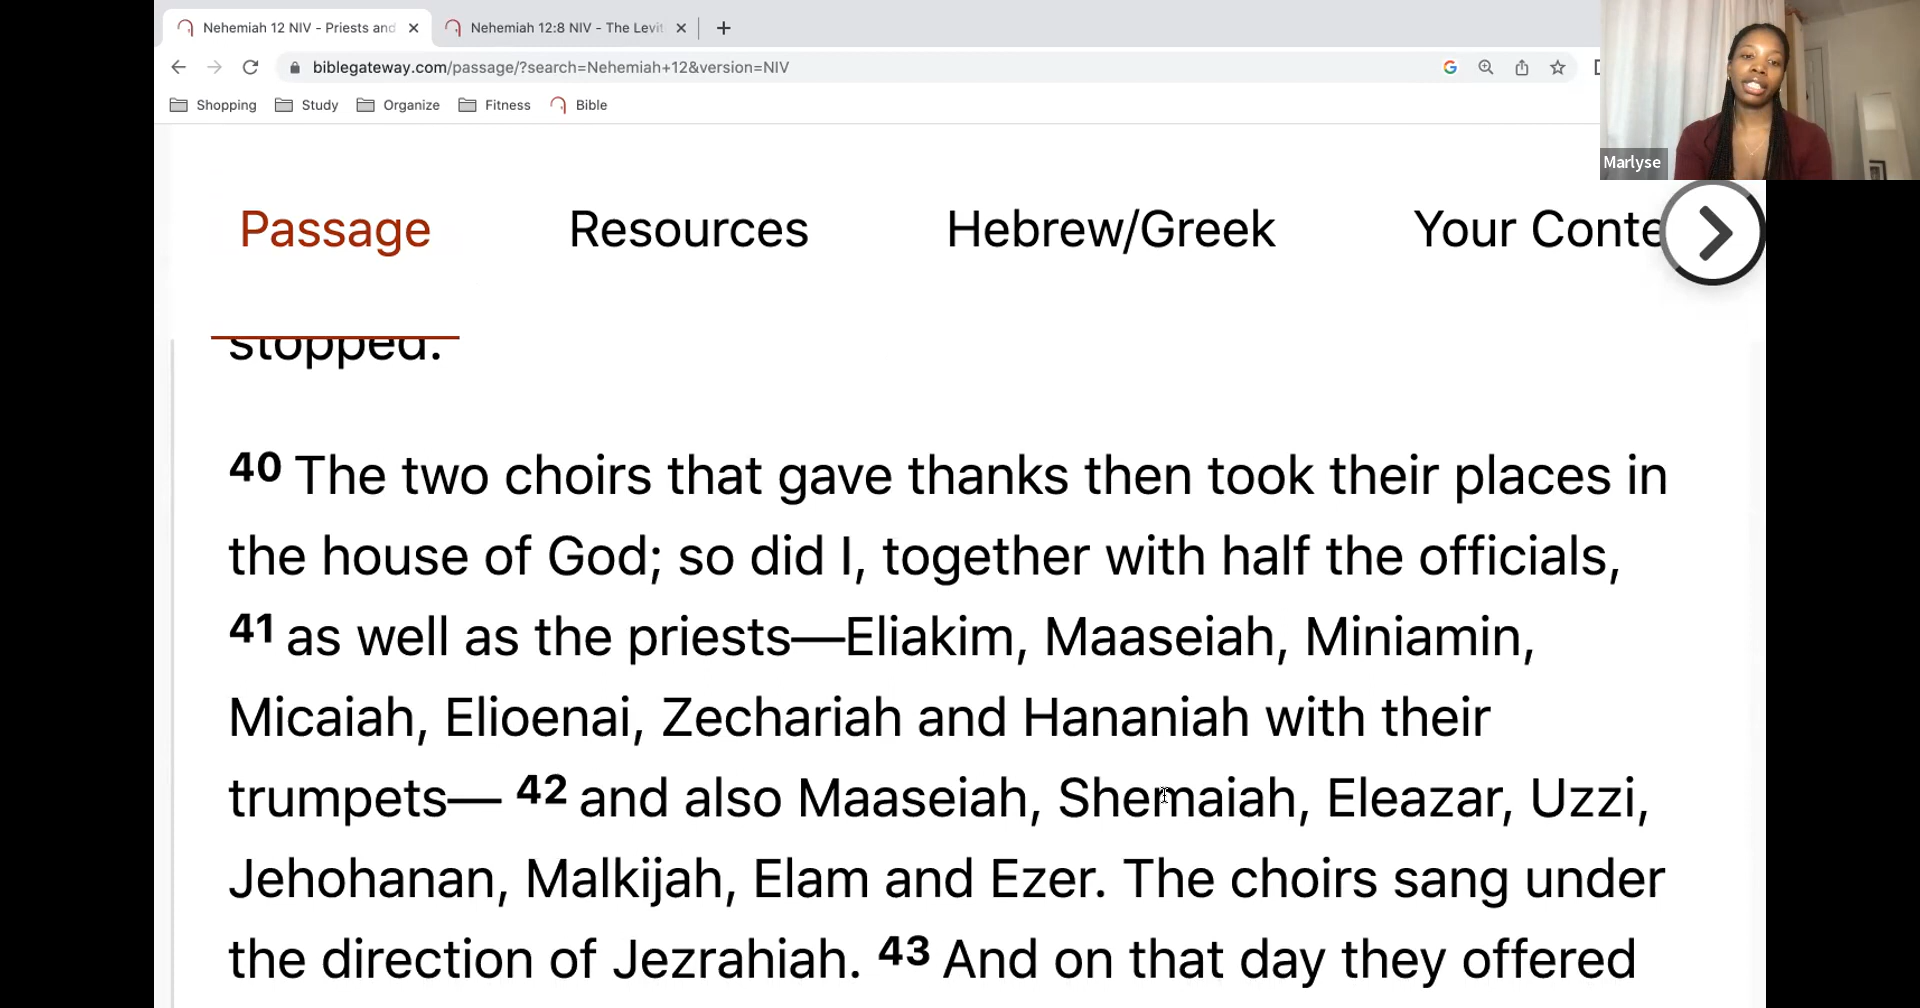 Nehemiah 12 NIV - Priests and
Nehemiah 12:8 NIV - The Levit
biblegateway.com/passage/?search=Nehemiah+12&version=NIV
Shopping
Study
Organize
Fitness
Bible
Marlyse
Passage
Resources
Hebrew/Greek
Your Conte
stopped.
40 The two choirs that gave thanks then took their places in
the house of God; so did I, together with half the officials,
41 as well as the priests—Eliakim, Maaseiah, Miniamin,
Micaiah, Elioenai, Zechariah and Hananiah with their
trumpets— 42 and also Maaseiah, Shemaiah, Eleazar, Uzzi,
Jehohanan, Malkijah, Elam and Ezer. The choirs sang under
the direction of Jezrahiah. 43 And on that day they offered